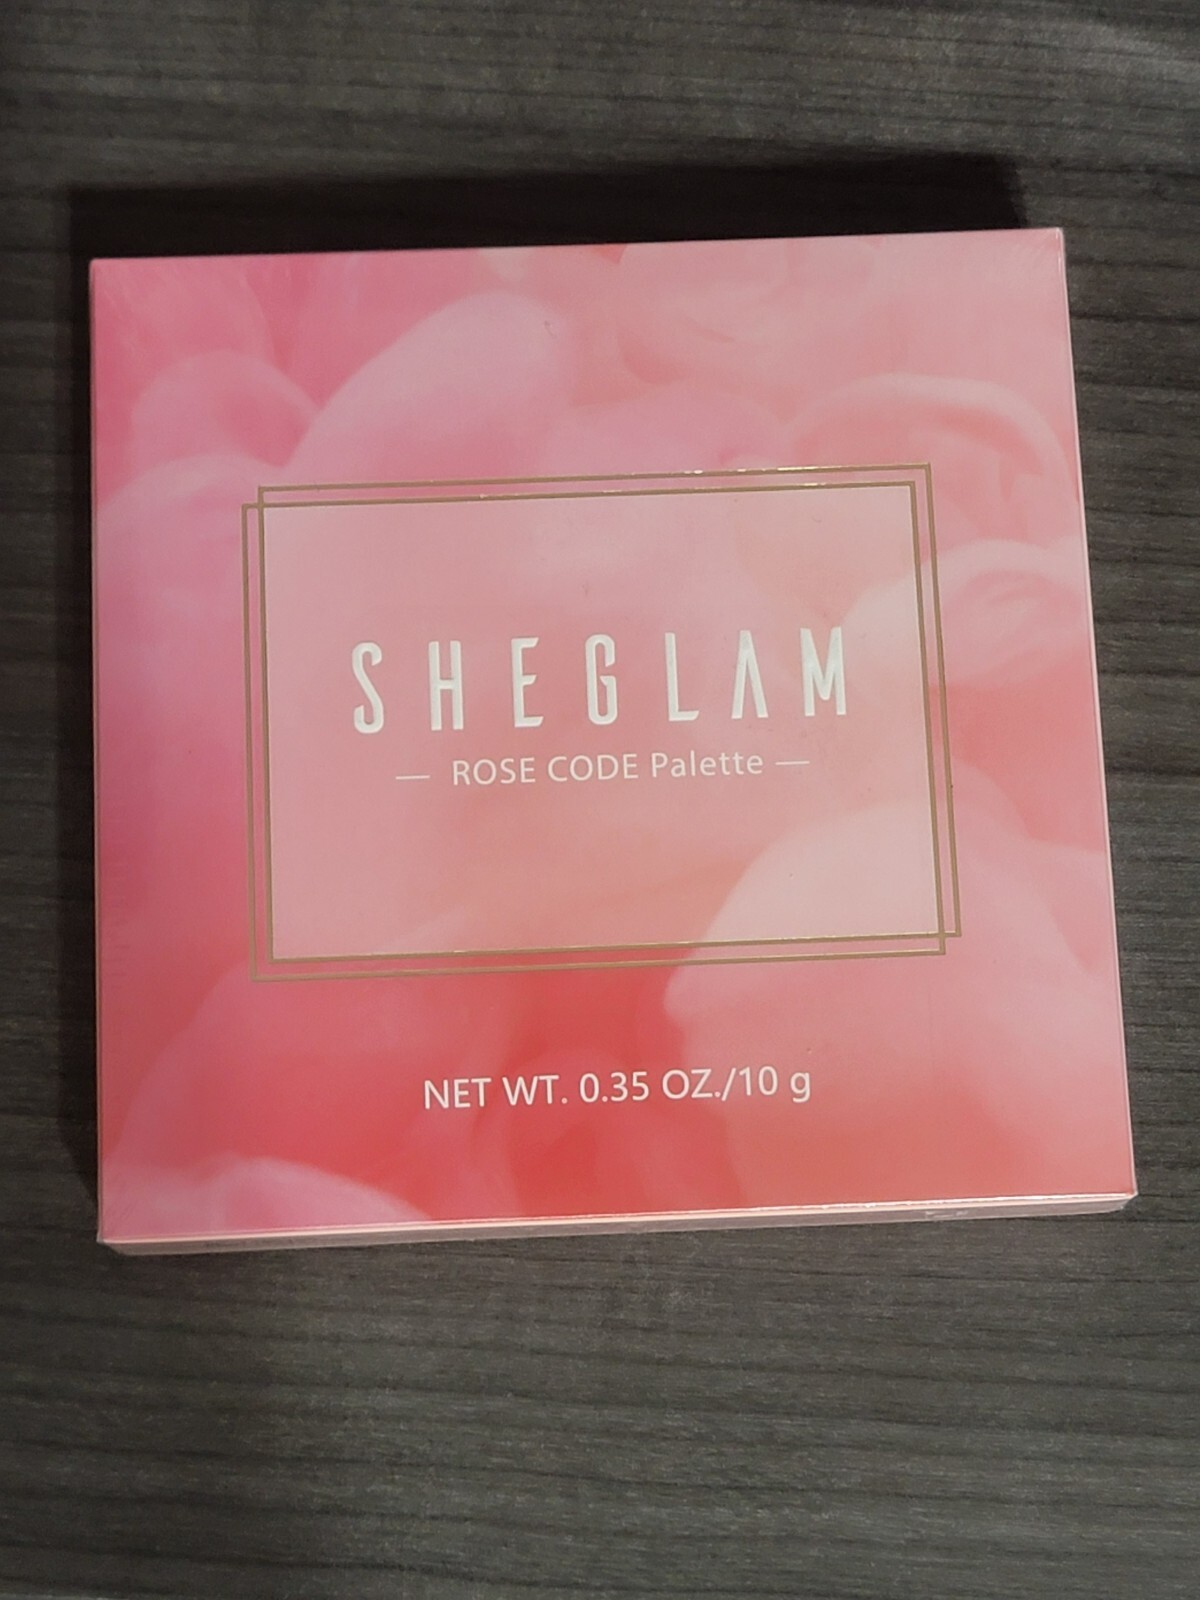 SHEGLAM
— ROSE CODE Palette —
NET WT. 0.35 OZ./10 g